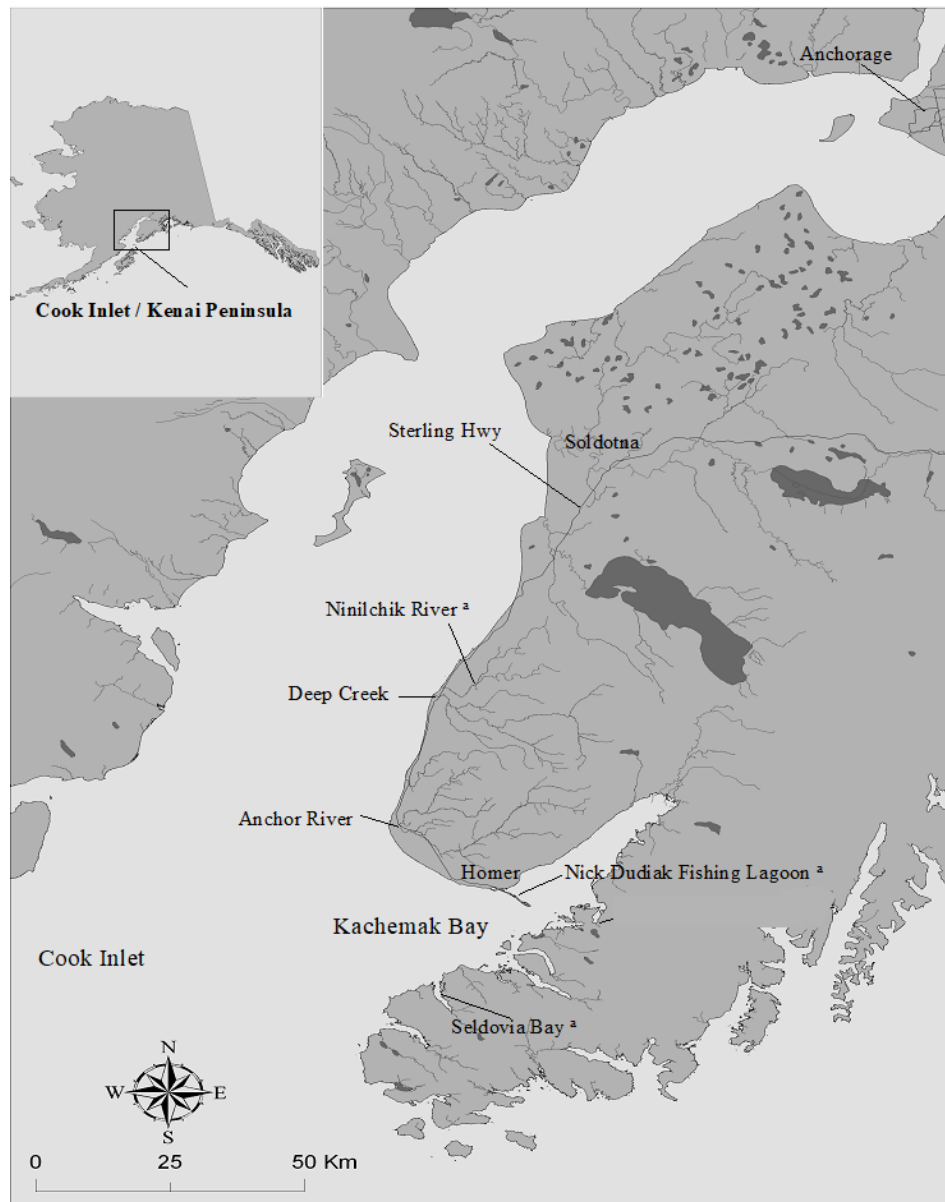 Anchorage
Cook Inlet / Kenai Peninsula
Sterling Hwy
Soldotna
Ninilchik River ª
Deep Creek
Anchor River
Homer
Nick Dudiak Fishing Lagoon ª
Kachemak Bay
Cook Inlet
Seldovia Bay ª
N
W
E
S
0 25 50 Km